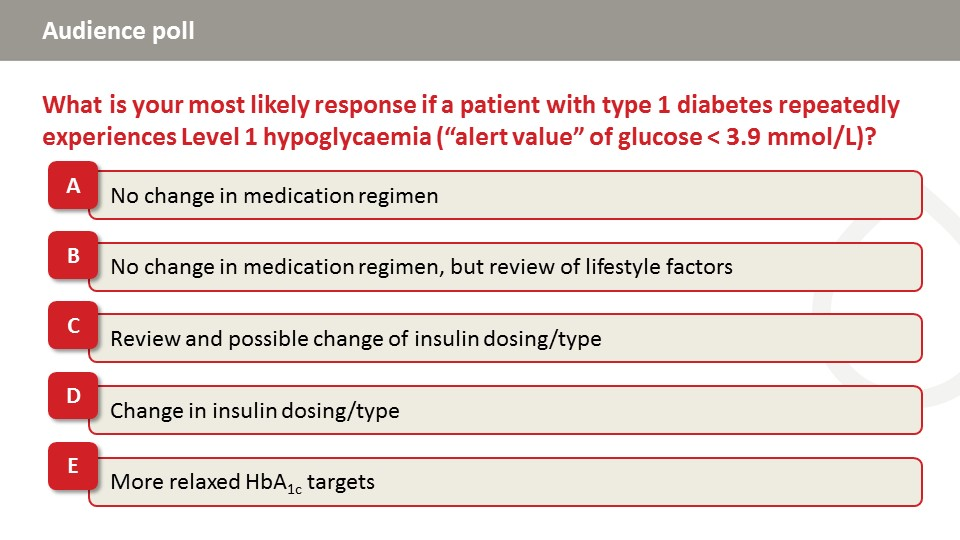 Audience poll
What is your most likely response if a patient with type 1 diabetes repeatedly
experiences Level 1 hypoglycaemia (“alert value” of glucose < 3.9 mmol/L)?
A
No change in medication regimen
B
No change in medication regimen, but review of lifestyle factors
C
Review and possible change of insulin dosing/type
D
Change in insulin dosing/type
E
More relaxed HbA1c targets